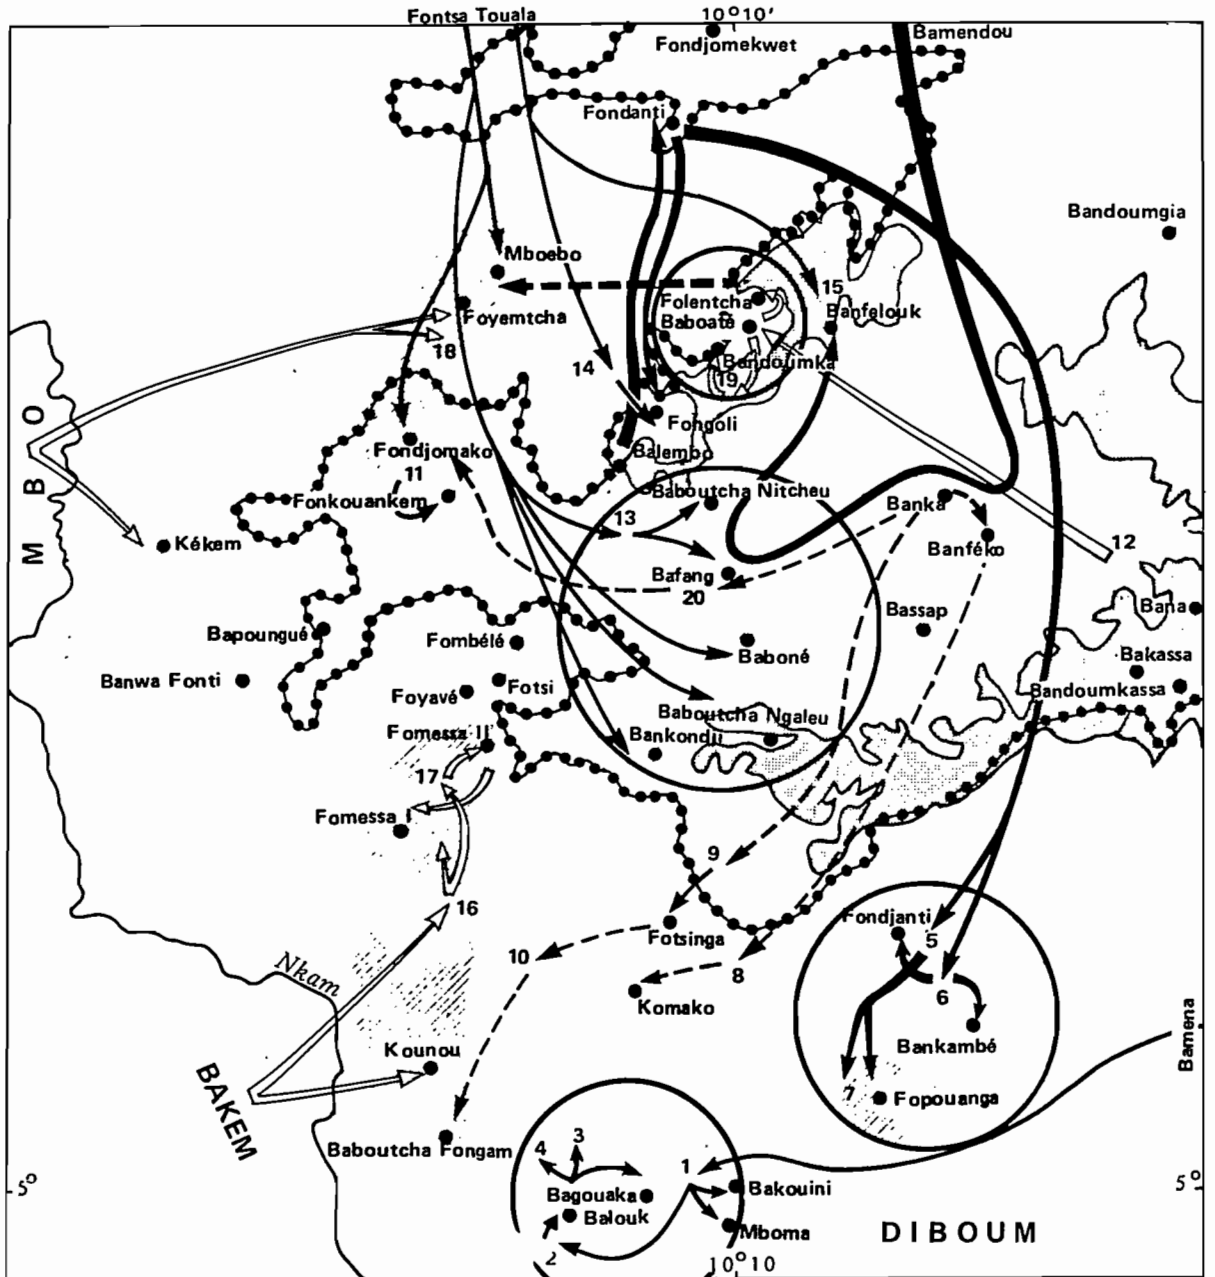 Fontsa Touala
10°10'
Bamendou
Fondjomekwet
Fondanti
Bandoumgia
Mboebo
15
Folentcha
Foyemtcha
Baboaté
Banfelouk
18
14
Bandoumka
19
MBO
Fongoli
Fondjomako
Balembo
11
Baboutcha Nitcheu
Fonkouankem
Banka
13
Kékem
Banféko
12
Bafang
20
Bassap
Bana
Bapoungué
Fombélé
Baboné
Bakassa
Banwa Fonti
Foyavé
Fotsi
Bandoumkassa
Baboutcha Ngaleu
Fomessa II
Bankondji
17
Fomessa I
9
16
Fondjanti
Fotsinga
5
10
8
Nkam
6
Komako
Bankambé
Kounou
Bamena
7
Fopouanga
BAKEM
Baboutcha Fongam
4
3
1
5°
Bagouaka
Bakouini
5°
Balouk
Mboma
DIBOUM
2
10°10